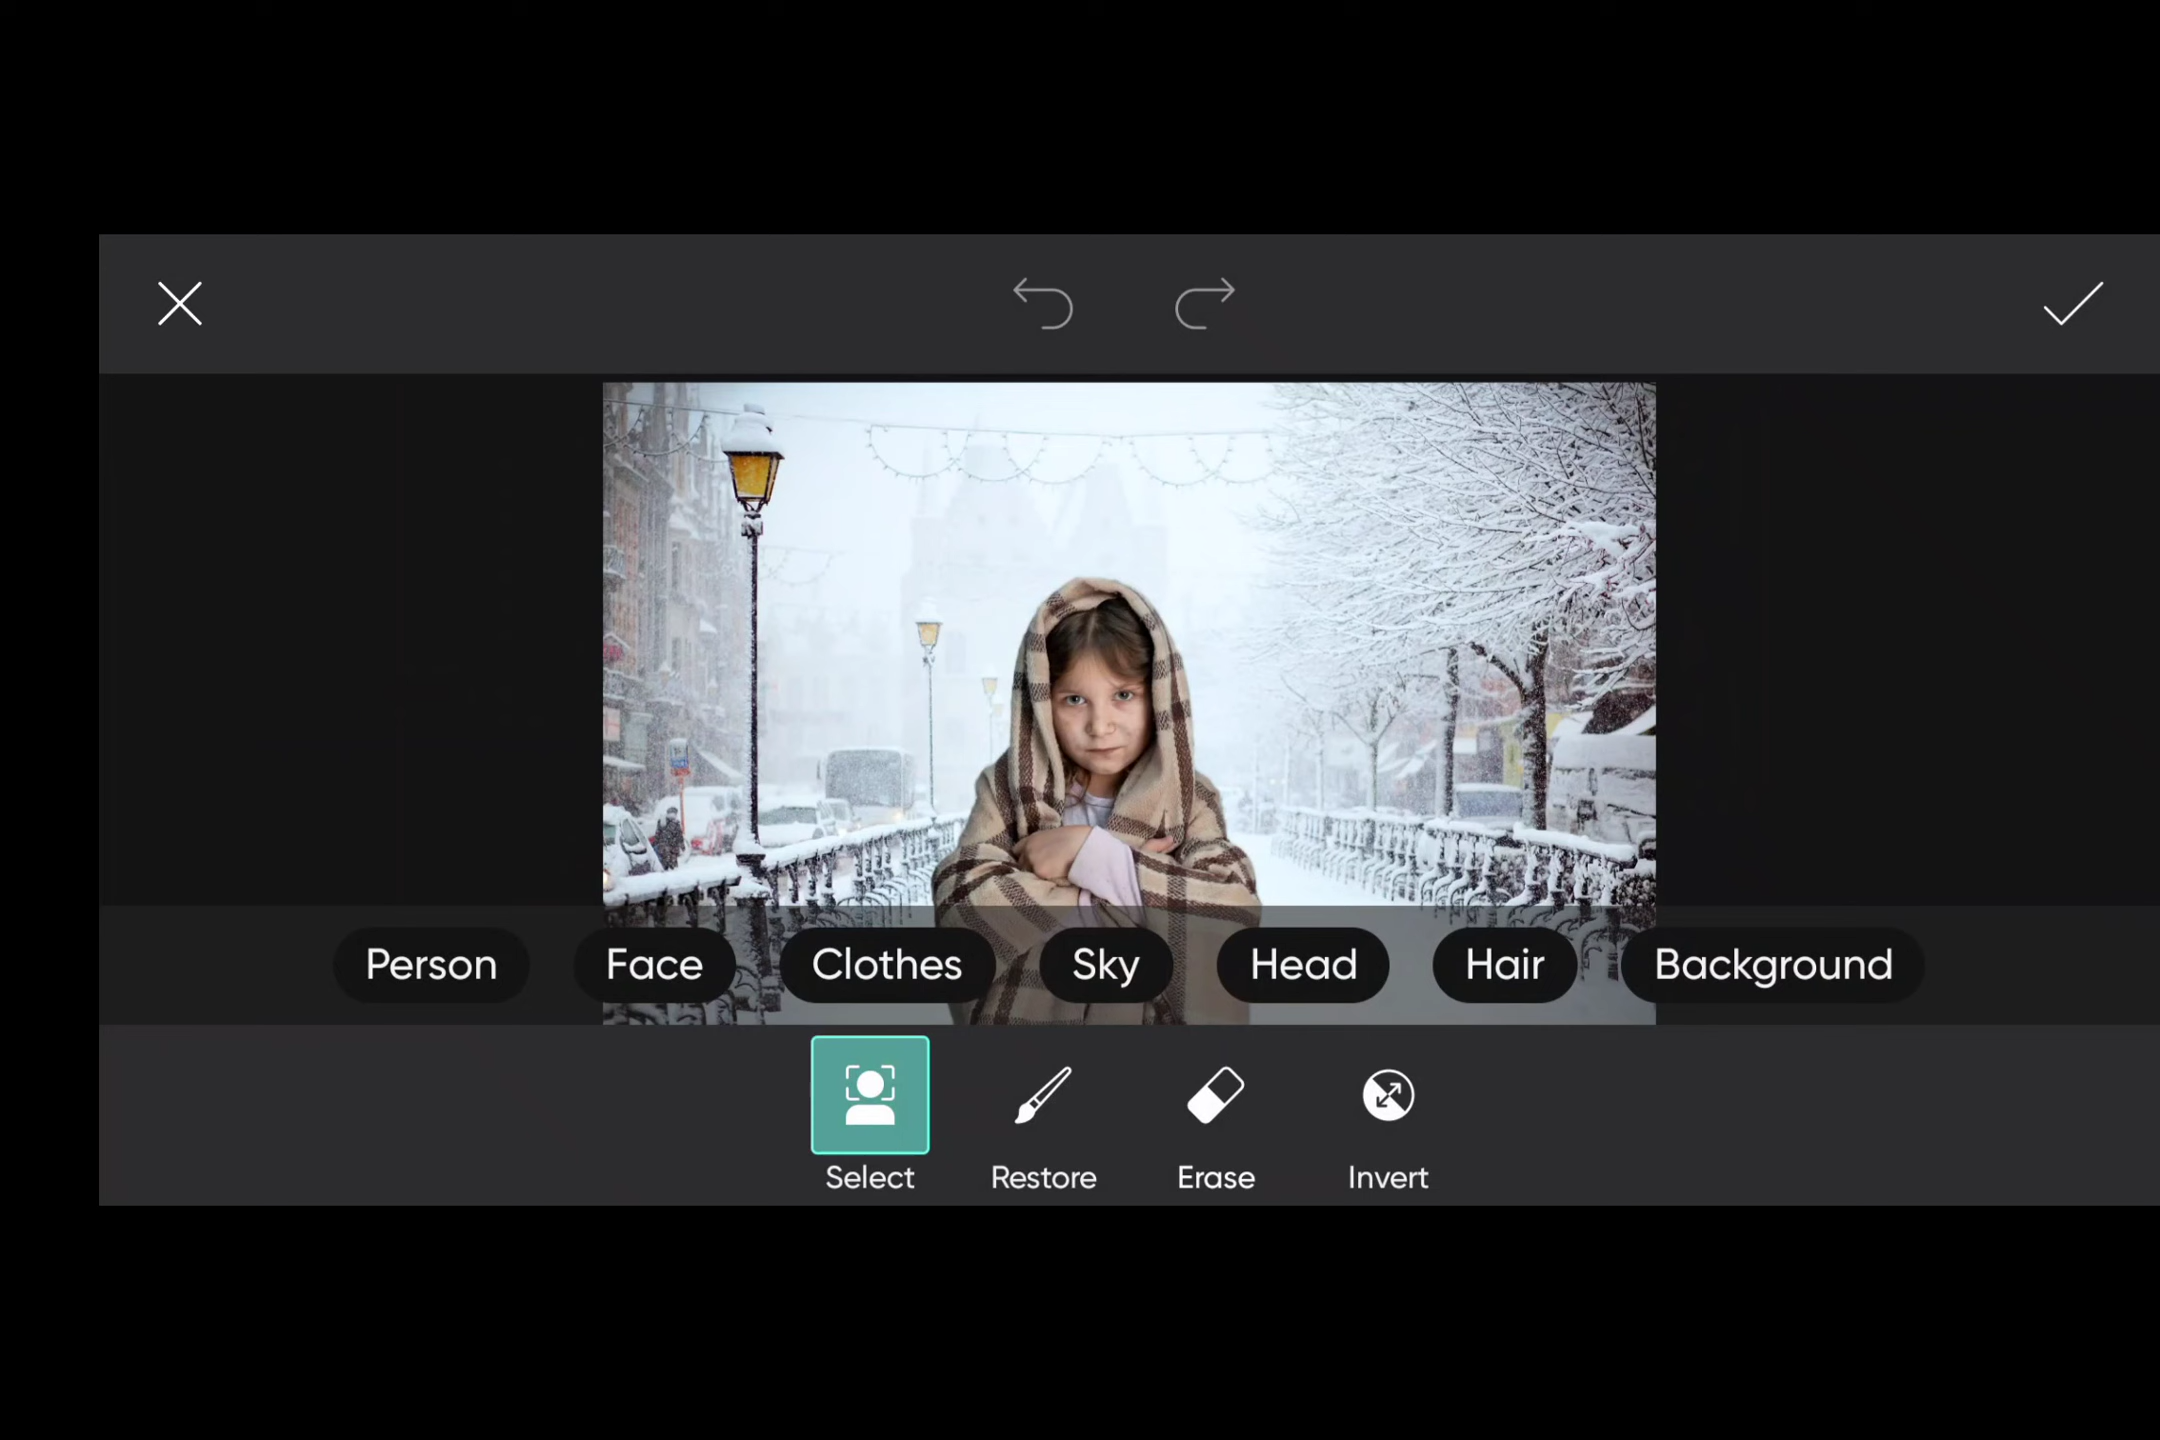 Person Face Clothes Sky Head Hair Background
Select Restore Erase Invert